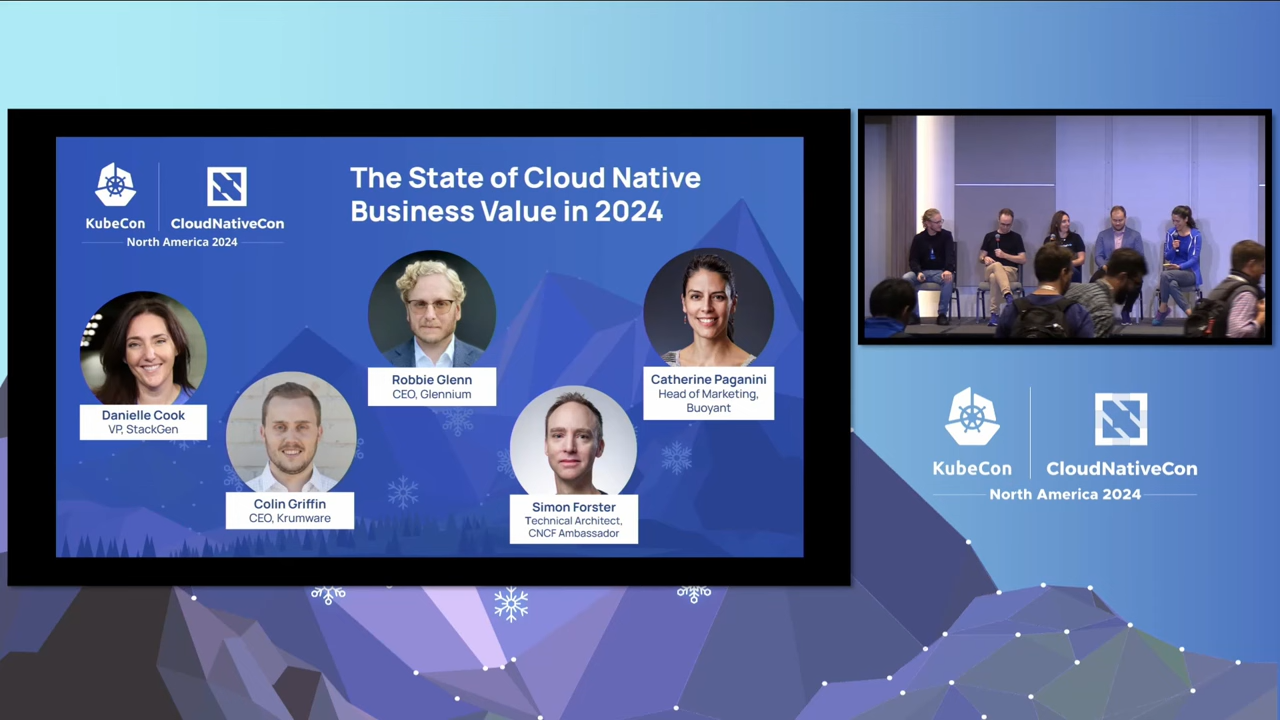 KubeCon
CloudNativeCon
North America 2024
The State of Cloud Native
Business Value in 2024
Danielle Cook
VP, StackGen
Colin Griffin
CEO, Krumware
Robbie Glenn
CEO, Glennium
Simon Forster
Technical Architect,
CNCF Ambassador
Catherine Paganini
Head of Marketing,
Buoyant
KubeCon
CloudNativeCon
North America 2024